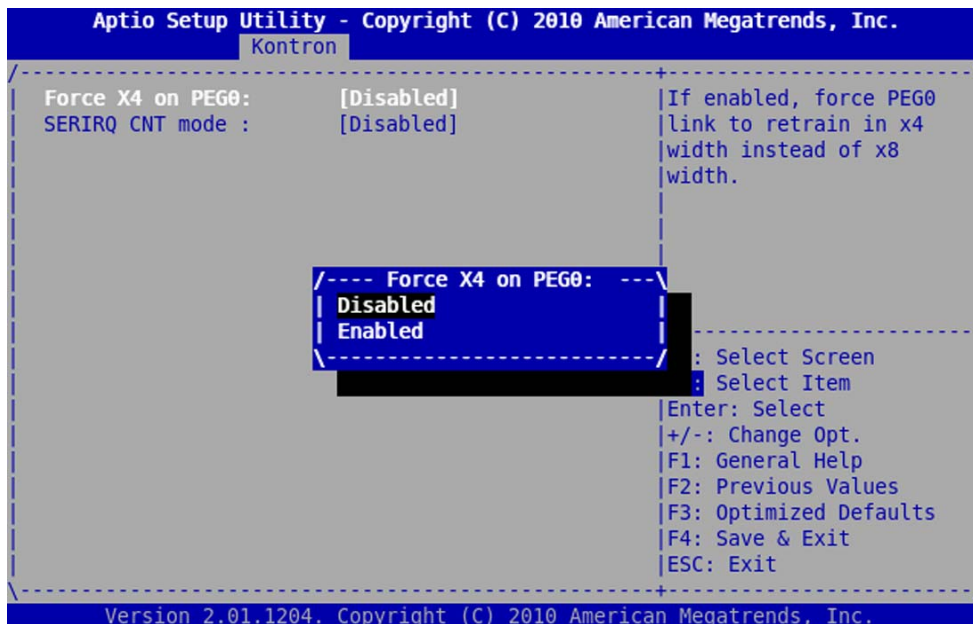 Aptio Setup Utility - Copyright (C) 2010 American Megatrends, Inc.
Kontron
Force X4 on PEG0: [Disabled]
SERIRQ CNT mode : [Disabled]
If enabled, force PEG0
link to retrain in x4
width instead of x8
width.
Force X4 on PEG0:
Disabled
Enabled
: Select Screen
: Select Item
Enter: Select
+/-: Change Opt.
F1: General Help
F2: Previous Values
F3: Optimized Defaults
F4: Save & Exit
ESC: Exit
Version 2.01.1204. Copyright (C) 2010 American Megatrends, Inc.